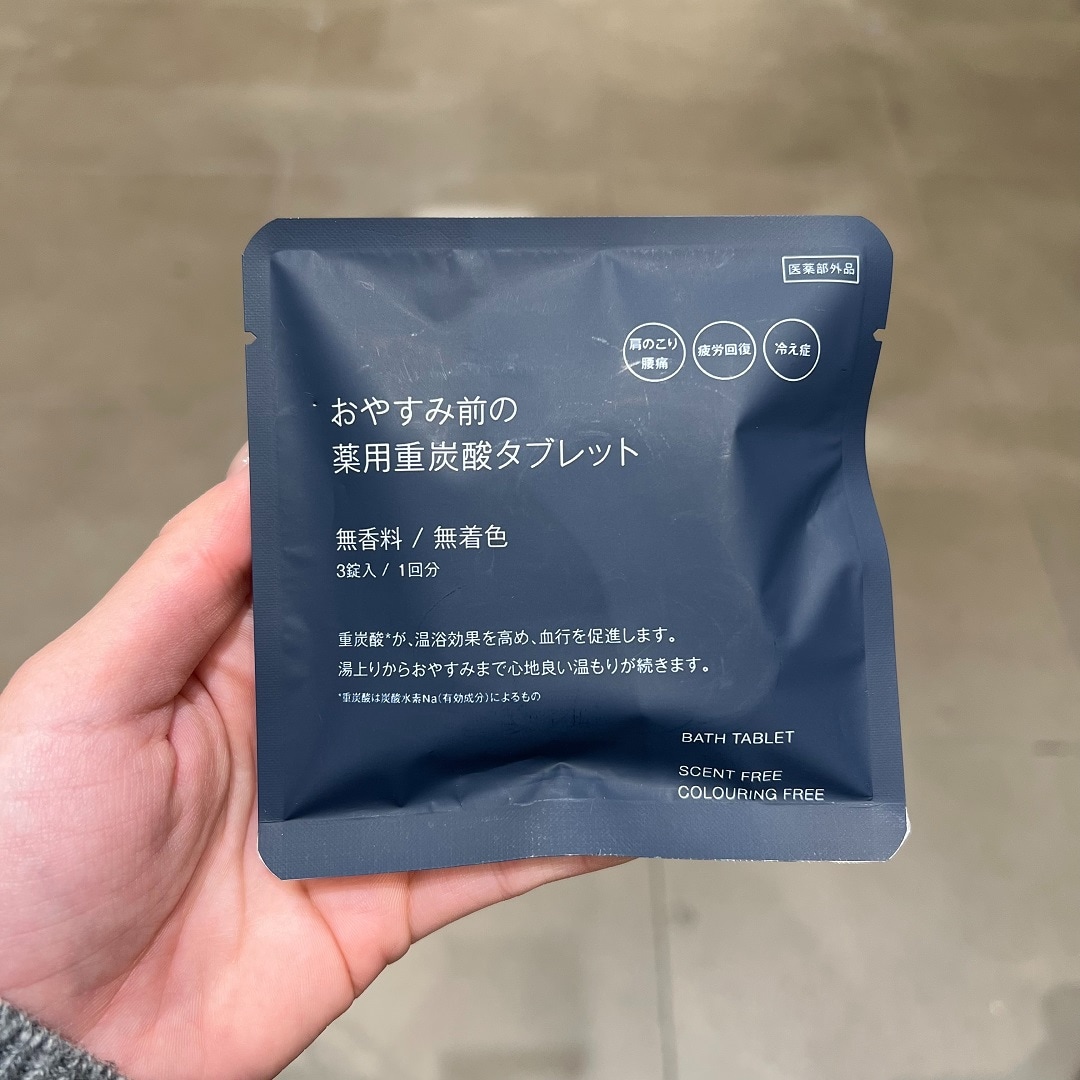 医薬部外品
肩のこり
腰痛
疲労回復
冷え症
おやすみ前の
薬用重炭酸タブレット
無香料 / 無着色
3錠入 / 1回分
重炭酸*が、温浴効果を高め、血行を促進します。
湯上りからおやすみまで心地良い温もりが続きます。
*重炭酸は炭酸水素Na(有効成分)によるもの
BATH TABLET
SCENT FREE
COLOURING FREE